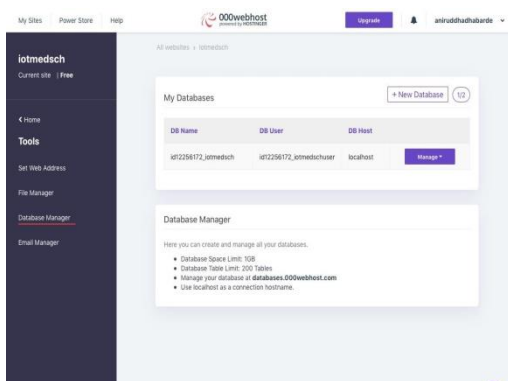 My Sites Power Store Help
000webhost
powered by HOSTINGER
Upgrade
aniruddhadhabarde
iotmedsch
Current site | Free
Home
Tools
Set Web Address
File Manager
Database Manager
Email Manager
All websites > iotmedsch
My Databases
+ New Database 1/2
DB Name DB User DB Host
id12256172_iotmedsch id12256172_iotmedschuser localhost Manage
Database Manager
Here you can create and manage all your databases.
Database Space Limit: 1GB
Database Table Limit: 200 Tables
Manage your database at databases.000webhost.com
Use localhost as a connection hostname.